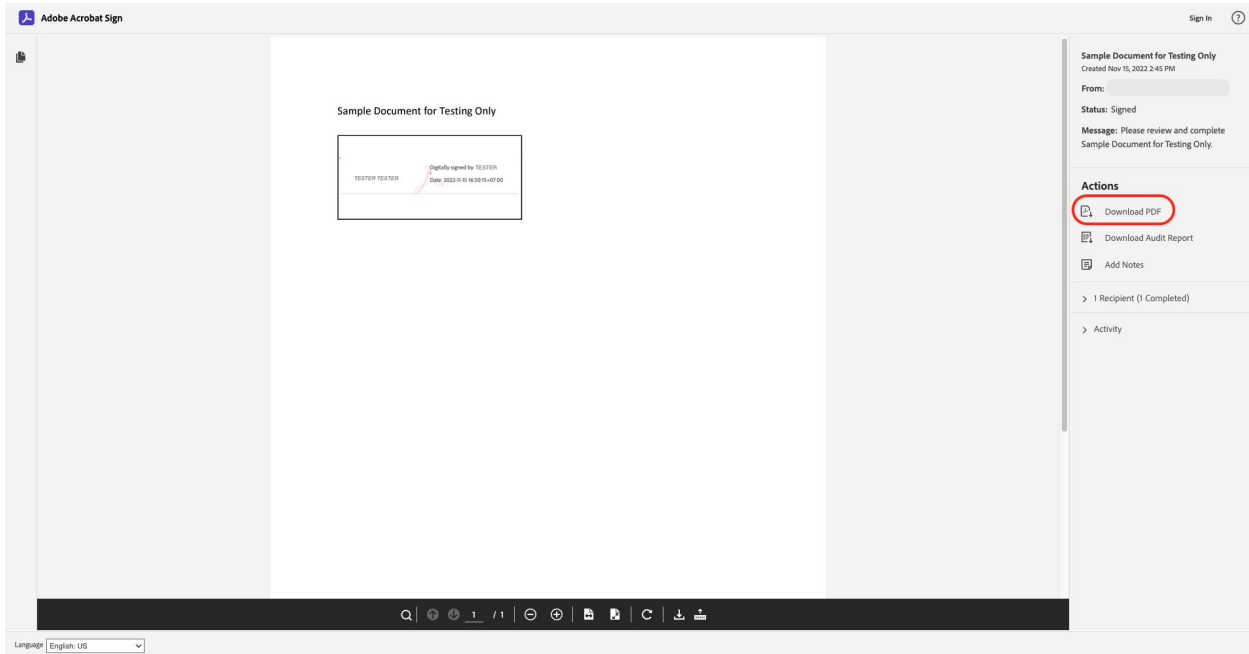 Adobe Acrobat Sign
Sign In
Sample Document for Testing Only
TESTER TESTER
Digitally signed by TESTER
Date: 2022-11-15 16:50:15+07:00
Sample Document for Testing Only
Created Nov 15, 2022 2:45 PM
From:
Status: Signed
Message: Please review and complete
Sample Document for Testing Only.
Actions
Download PDF
Download Audit Report
Add Notes
1 Recipient (1 Completed)
Activity
1 / 1
Language English: US